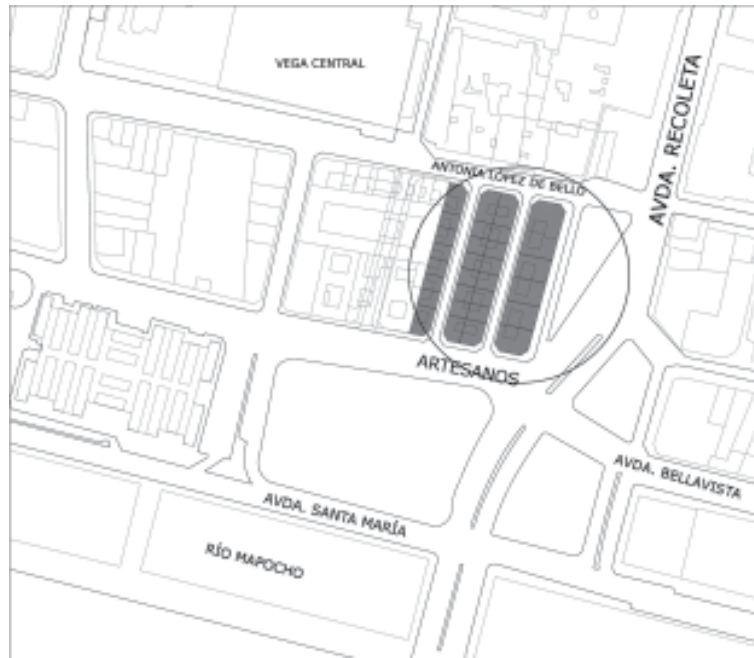 VEGA CENTRAL
AVDA. RECOLETA
ANTONIA LÓPEZ DE BELLO
ARTESANOS
AVDA. BELLAVISTA
AVDA. SANTA MARÍA
RÍO MAPOCHO